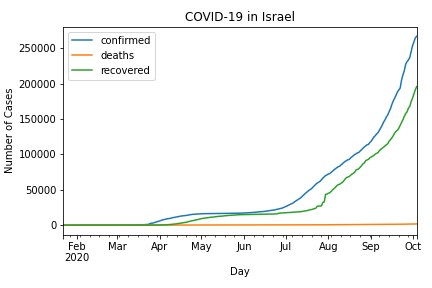 COVID-19 in Israel
confirmed
deaths
recovered
Number of Cases
250000
200000
150000
100000
50000
0
Feb Mar Apr May Jun Jul Aug Sep Oct
2020
Day